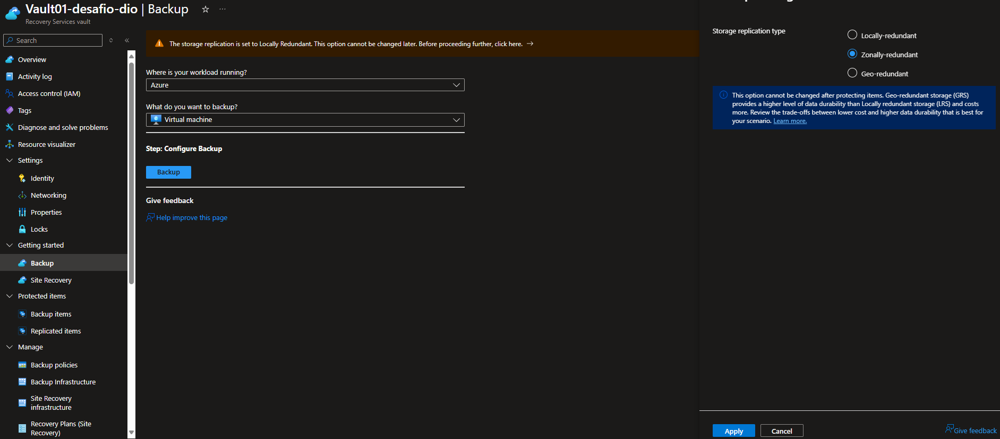 Vault01-desafio-dio | Backup
Recovery Services vault
Search
Overview
Activity log
Access control (IAM)
Tags
Diagnose and solve problems
Resource visualizer
Settings
Identity
Networking
Properties
Locks
Getting started
Backup
Site Recovery
Protected items
Backup items
Replicated items
Manage
Backup policies
Backup Infrastructure
Site Recovery
infrastructure
Recovery Plans (Site
Recovery)
The storage replication is set to Locally Redundant. This option cannot be changed later. Before proceeding further, click here. →
Where is your workload running?
Azure
What do you want to backup?
Virtual machine
Step: Configure Backup
Backup
Give feedback
Help improve this page
Storage replication type
Locally-redundant
Zonally-redundant
Geo-redundant
This option cannot be changed after protecting items. Geo-redundant storage (GRS)
provides a higher level of data durability than Locally redundant storage (LRS) and costs
more. Review the trade-offs between lower cost and higher data durability that is best for
your scenario. Learn more.
Apply
Cancel
Give feedback